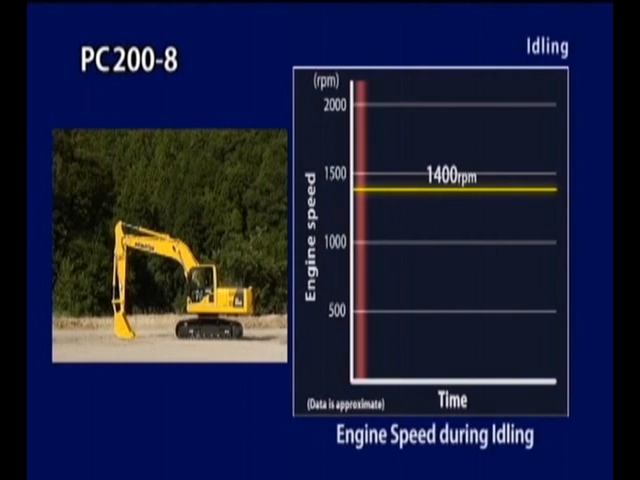 PC200-8
Idling
(rpm)
2000
1500
1400rpm
1000
500
Engine speed
(Data is approximate)
Time
Engine Speed during Idling
KOMATSU